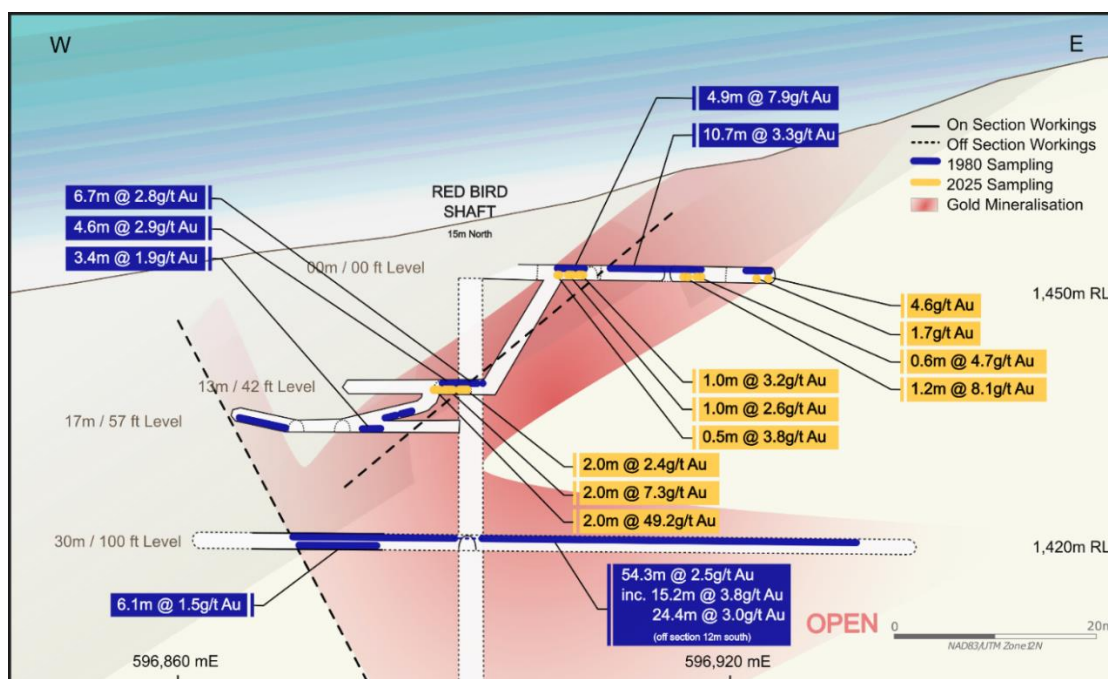 W
E
4.9m @ 7.9g/t Au
10.7m @ 3.3g/t Au
On Section Workings
Off Section Workings
1980 Sampling
2025 Sampling
Gold Mineralisation
6.7m @ 2.8g/t Au
4.6m @ 2.9g/t Au
3.4m @ 1.9g/t Au
RED BIRD
SHAFT
15m North
00m / 00 ft Level
1,450m RL
4.6g/t Au
1.7g/t Au
0.6m @ 4.7g/t Au
1.2m @ 8.1g/t Au
1.0m @ 3.2g/t Au
1.0m @ 2.6g/t Au
0.5m @ 3.8g/t Au
13m / 42 ft Level
17m / 57 ft Level
2.0m @ 2.4g/t Au
2.0m @ 7.3g/t Au
2.0m @ 49.2g/t Au
30m / 100 ft Level
1,420m RL
6.1m @ 1.5g/t Au
54.3m @ 2.5g/t Au
inc. 15.2m @ 3.8g/t Au
24.4m @ 3.0g/t Au
(off section 12m south)
OPEN
0
20m
NAD83/UTM Zone12N
596,860 mE
596,920 mE